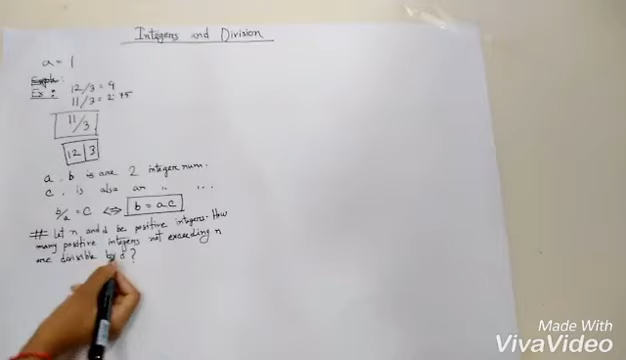 Integers and Division
a = 1
Ex:
12/3 = 4
11/3 = 2.75
11/3
12 | 3
a, b is are 2 integer num.
c, is also an " ...
b/a = c ⟺ b = ac
# Let n and d be positive integers. How
many positive integers not exceeding n
are divisible by d?
Made With
VivaVideo